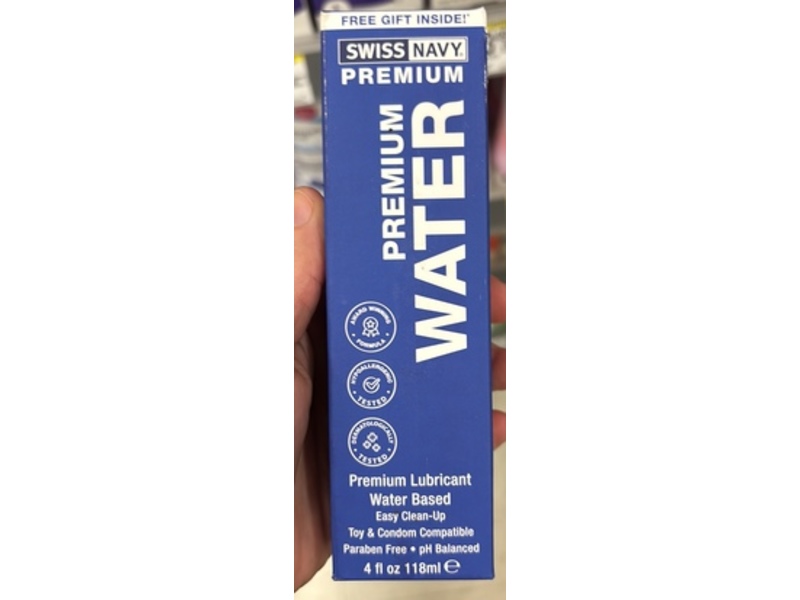 FREE GIFT INSIDE!*
SWISS NAVY®
PREMIUM
PREMIUM
WATER
AWARD WINNING
FORMULA
HYPOALLERGENIC
TESTED
DERMATOLOGICALLY
TESTED
Premium Lubricant
Water Based
Easy Clean-Up
Toy & Condom Compatible
Paraben Free • pH Balanced
4 fl oz 118ml ℮